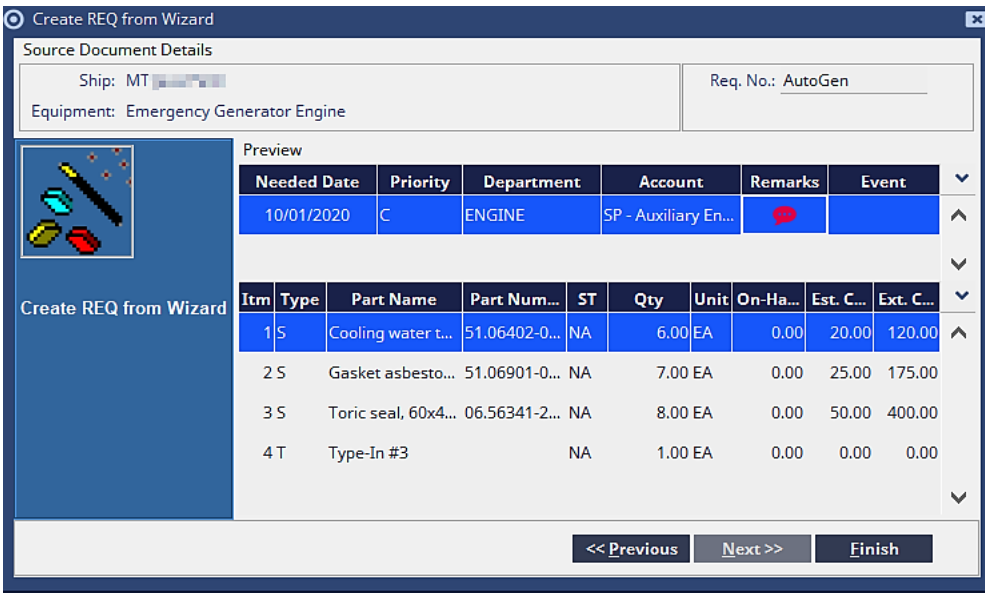 Create REQ from Wizard
Source Document Details
Ship: MT
Req. No.: AutoGen
Equipment: Emergency Generator Engine
Preview
Needed Date Priority Department Account Remarks Event
10/01/2020 C ENGINE SP - Auxiliary En...
Create REQ from Wizard
Itm Type Part Name Part Num... ST Qty Unit On-Ha... Est. C... Ext. C...
1 S Cooling water t... 51.06402-0... NA 6.00 EA 0.00 20.00 120.00
2 S Gasket asbesto... 51.06901-0... NA 7.00 EA 0.00 25.00 175.00
3 S Toric seal, 60x4... 06.56341-2... NA 8.00 EA 0.00 50.00 400.00
4 T Type-In #3 NA 1.00 EA 0.00 0.00 0.00
<< Previous Next >> Finish